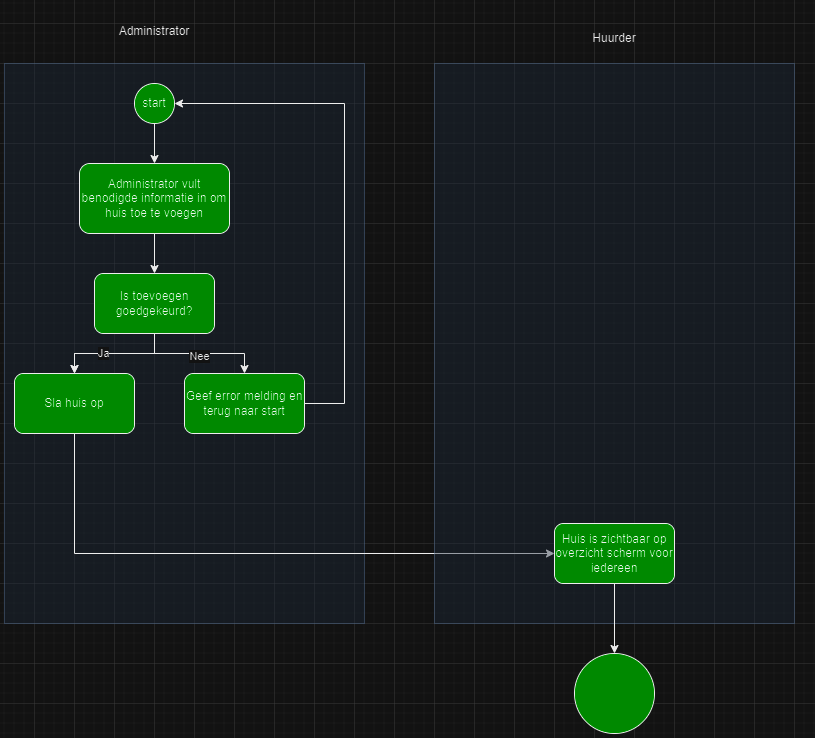 Administrator
Huurder
start
Administrator vult
benodigde informatie in om
huis toe te voegen
Is toevoegen
goedgekeurd?
Ja
Nee
Sla huis op
Geef error melding en
terug naar start
Huis is zichtbaar op
overzicht scherm voor
iedereen